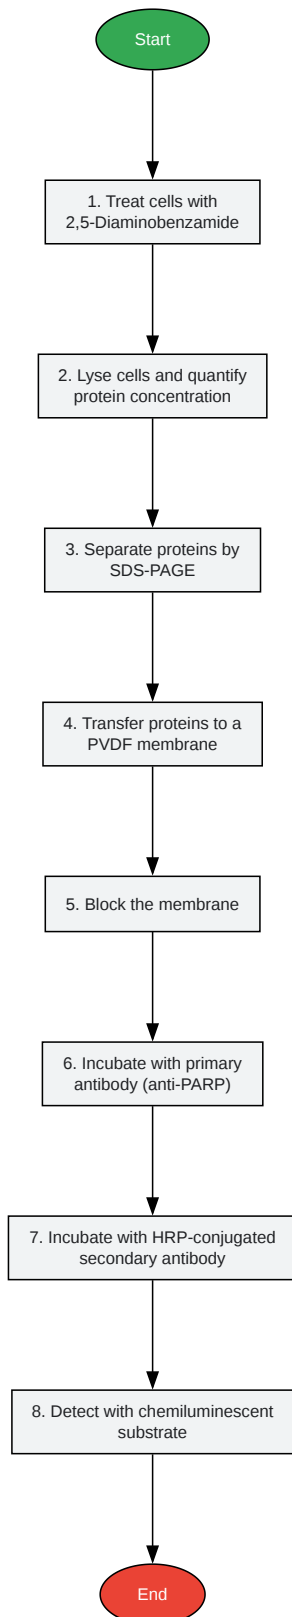 Start
1. Treat cells with
2,5-Diaminobenzamide
2. Lyse cells and quantify
protein concentration
3. Separate proteins by
SDS-PAGE
4. Transfer proteins to a
PVDF membrane
5. Block the membrane
6. Incubate with primary
antibody (anti-PARP)
7. Incubate with HRP-conjugated
secondary antibody
8. Detect with chemiluminescent
substrate
End